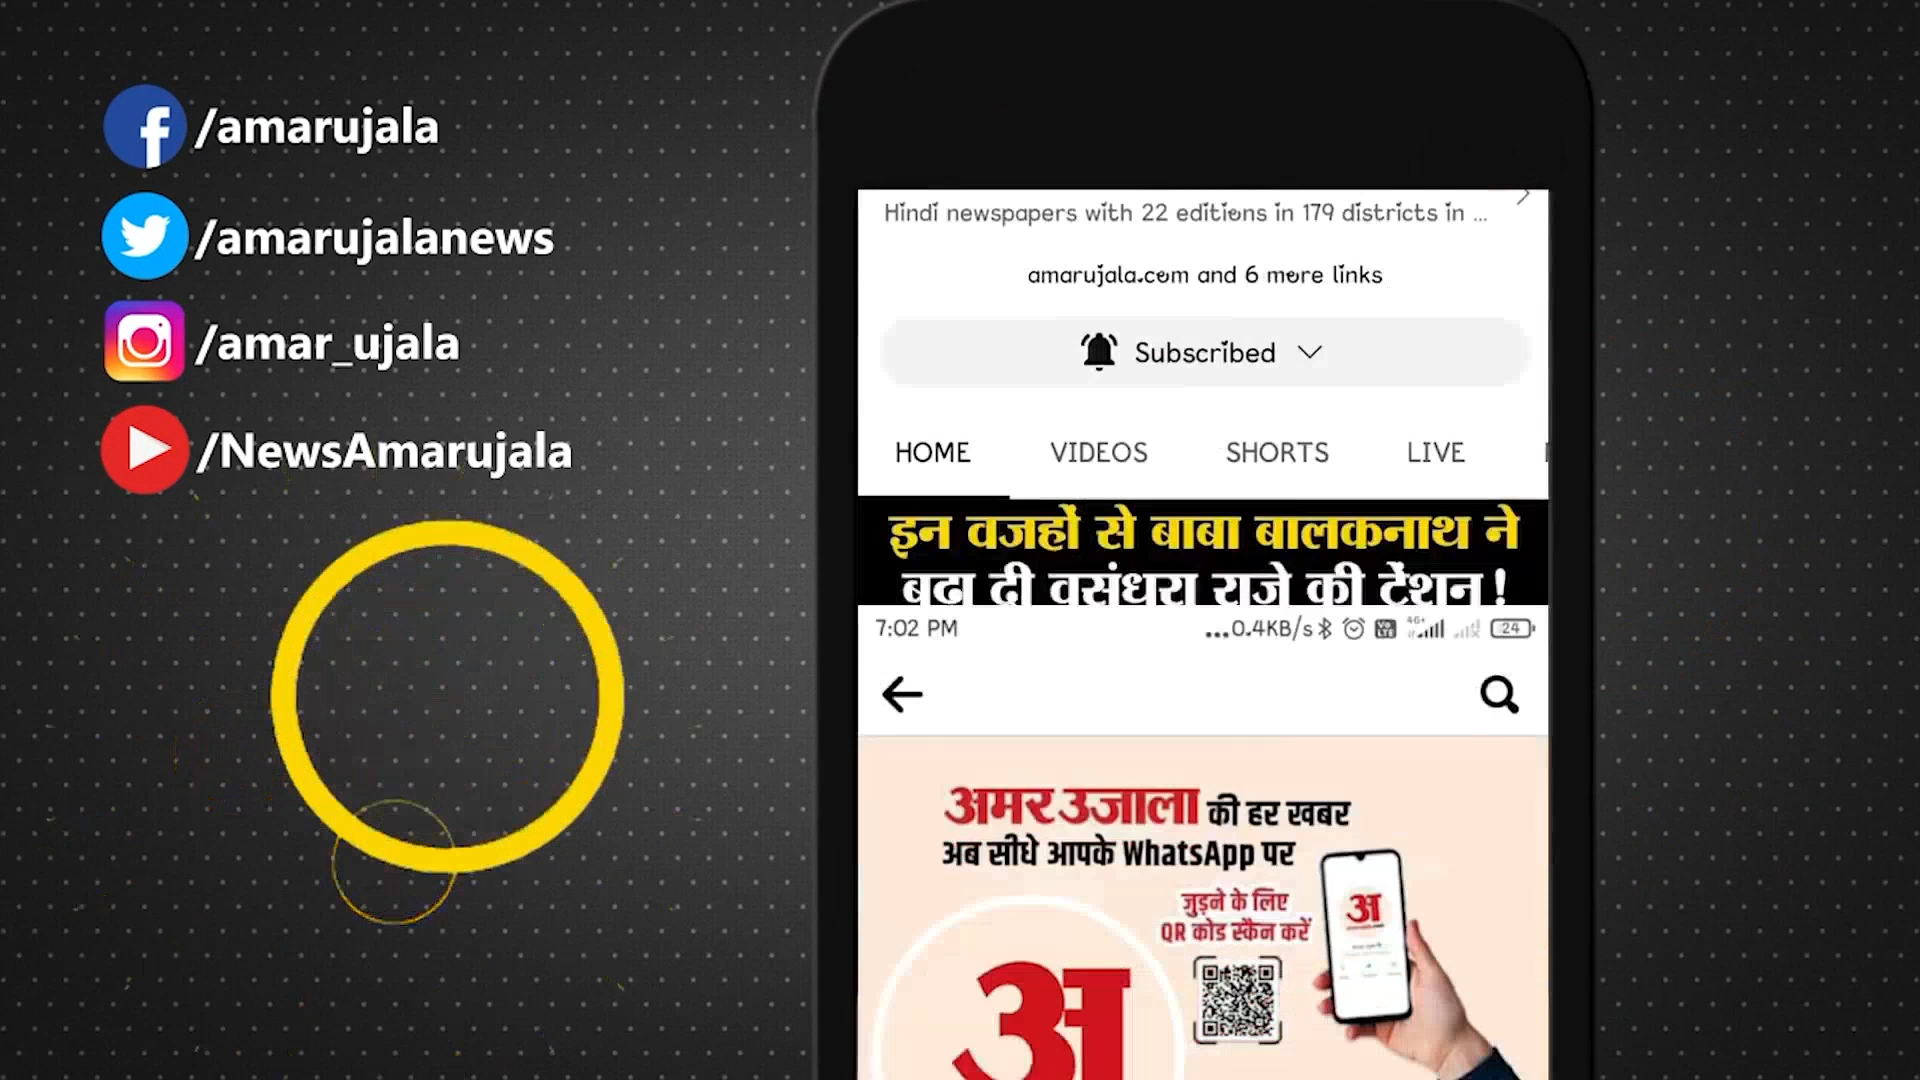 /amarujala
/amarujalanews
/amar_ujala
/NewsAmarujala
Hindi newspapers with 22 editions in 179 districts in ...
amarujala.com and 6 more links
Subscribed
HOME VIDEOS SHORTS LIVE
इन वजहों से बाबा बालकनाथ ने
बढ़ा दी वसुंधरा राजे की टेंशन!
7:02 PM ...0.4KB/s 4G+ 24
अमर उजाला की हर खबर
अब सीधे आपके WhatsApp पर
जुड़ने के लिए
QR कोड स्कैन करें
अ
अ